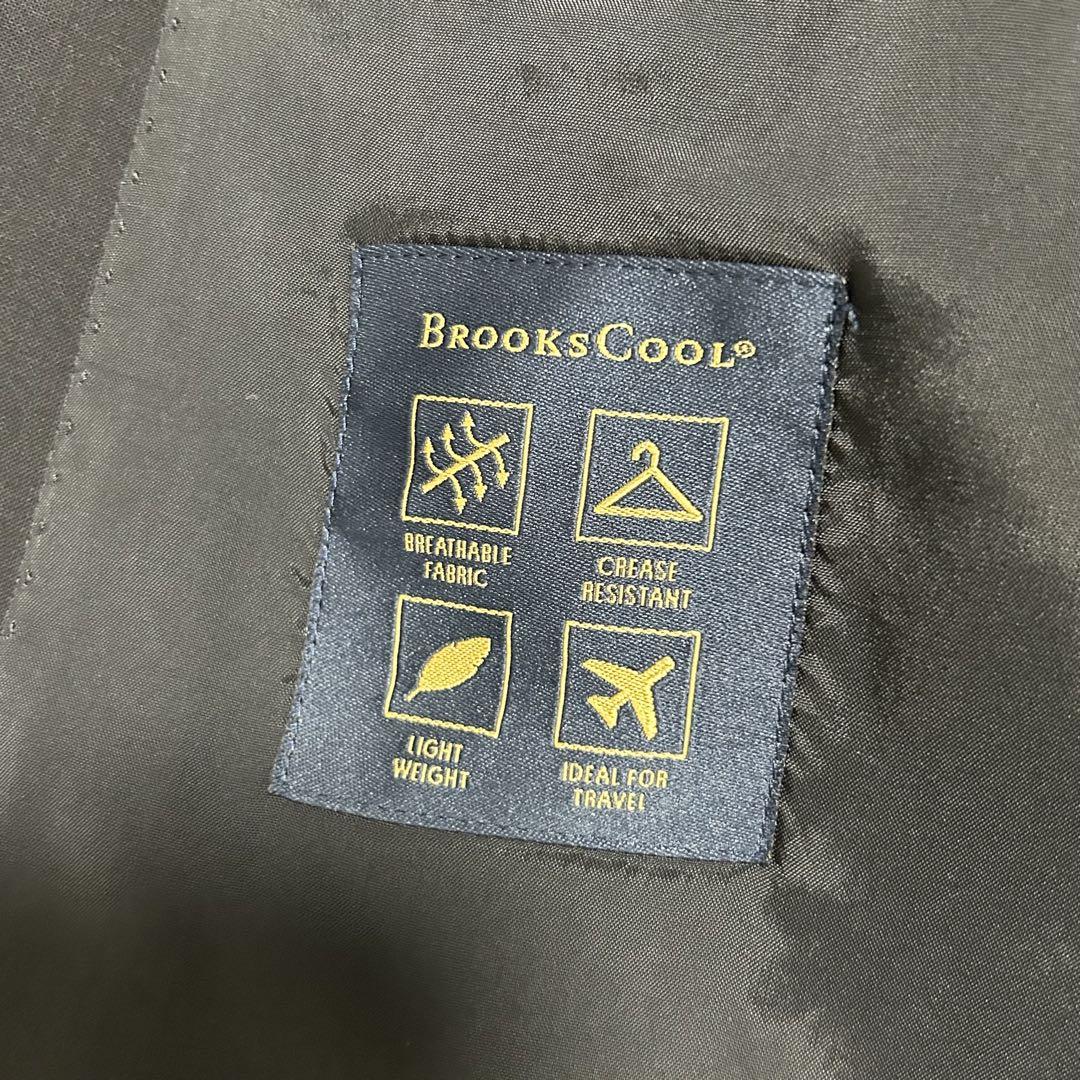 BROOKSCOOL®
BREATHABLE
FABRIC
CREASE
RESISTANT
LIGHT
WEIGHT
IDEAL FOR
TRAVEL